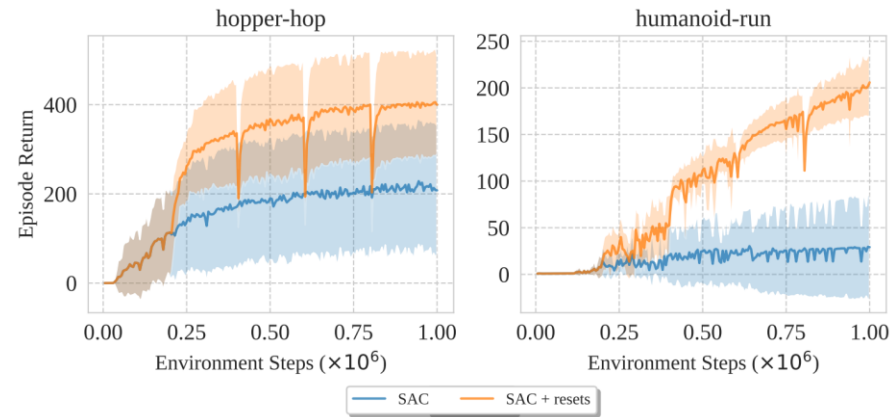 hopper-hop
humanoid-run
Episode Return
400
200
0
0.00 0.25 0.50 0.75 1.00
Environment Steps (×10⁶)
250
200
150
100
50
0
0.00 0.25 0.50 0.75 1.00
Environment Steps (×10⁶)
SAC
SAC + resets